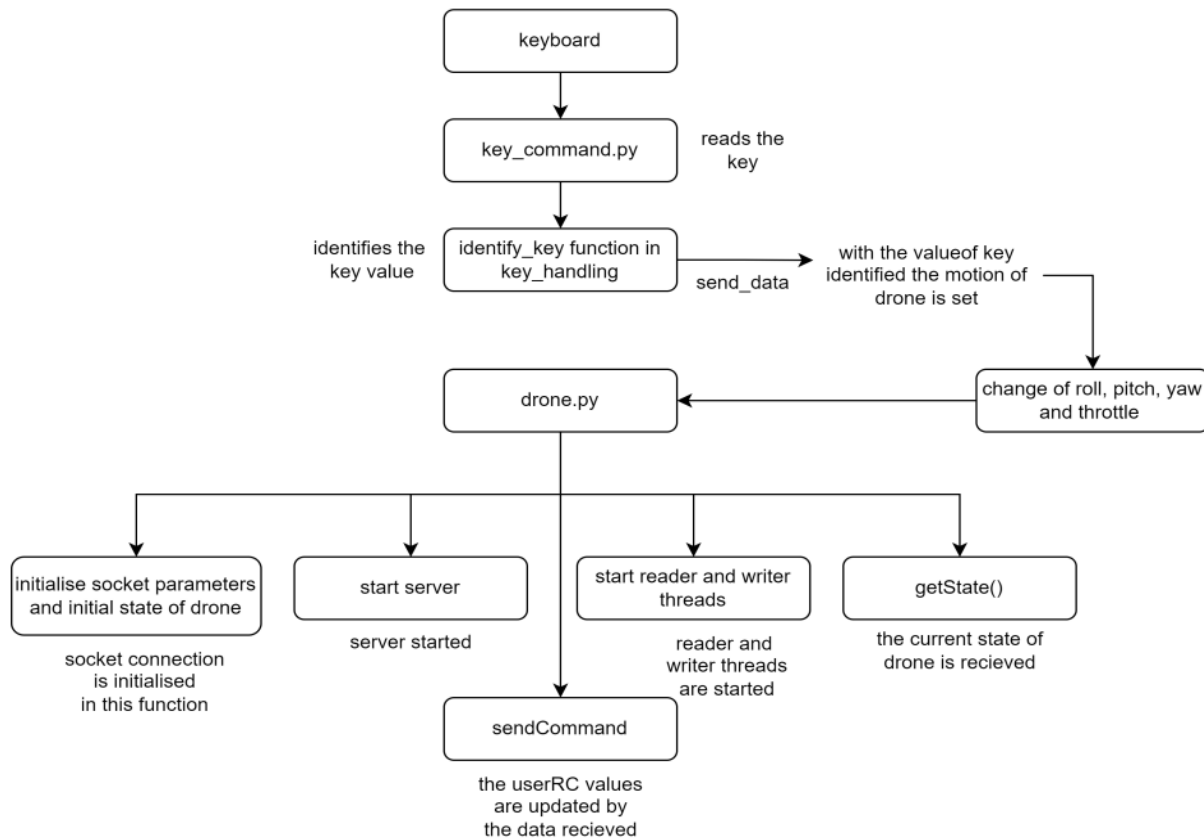 keyboard
key_command.py
reads the
key
identifies the
key value
identify_key function in
key_handling
send_data
with the valueof key
identified the motion of
drone is set
drone.py
change of roll, pitch, yaw
and throttle
initialise socket parameters
and initial state of drone
start server
start reader and writer
threads
getState()
socket connection
is initialised
in this function
server started
reader and
writer threads
are started
the current state of
drone is recieved
sendCommand
the userRC values
are updated by
the data recieved